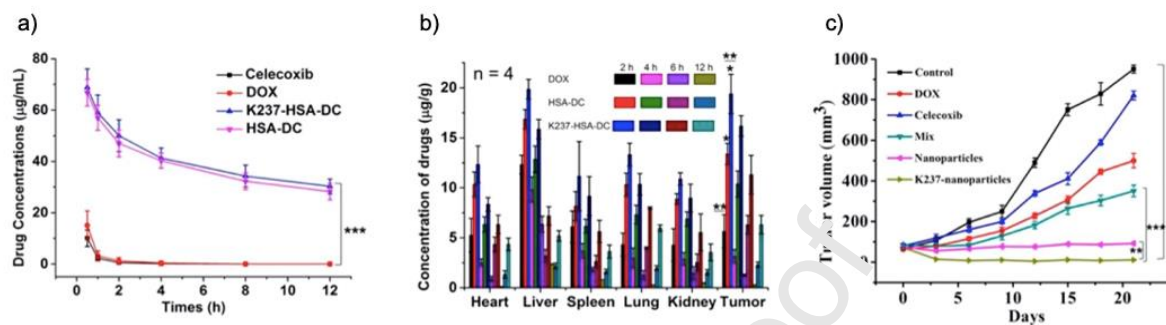 a)
80
60
40
20
0
Drug Concentrations (µg/mL)
0 2 4 6 8 10 12
Times (h)
Celecoxib
DOX
K237-HSA-DC
HSA-DC
***
b)
20
15
10
5
0
Concentration of drugs (µg/g)
n = 4
2 h 4 h 6 h 12 h
DOX
HSA-DC
K237-HSA-DC
**
*
*
**
Heart Liver Spleen Lung Kidney Tumor
c)
1000
800
600
400
200
0
volume (mm³)
0 5 10 15 20
Days
Control
DOX
Celecoxib
Mix
Nanoparticles
K237-nanoparticles
***
**